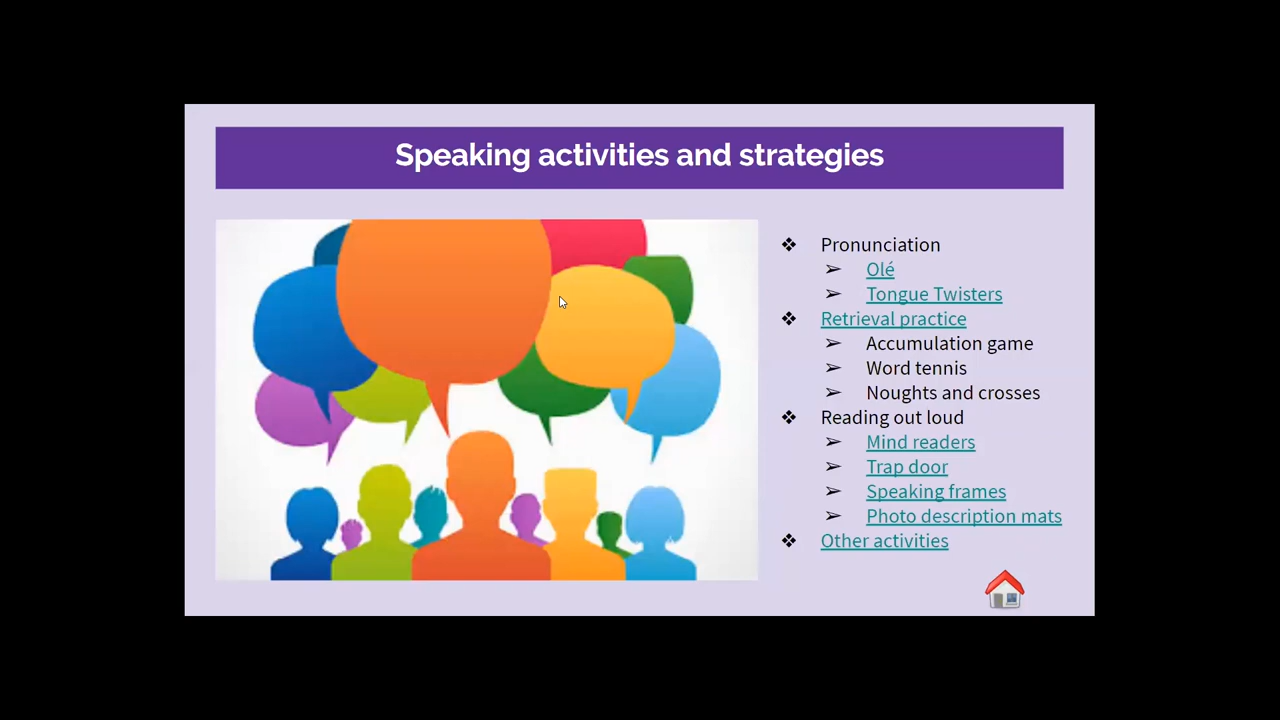 Speaking activities and strategies
❖ Pronunciation
➢ Olé
➢ Tongue Twisters
❖ Retrieval practice
➢ Accumulation game
➢ Word tennis
➢ Noughts and crosses
❖ Reading out loud
➢ Mind readers
➢ Trap door
➢ Speaking frames
➢ Photo description mats
❖ Other activities